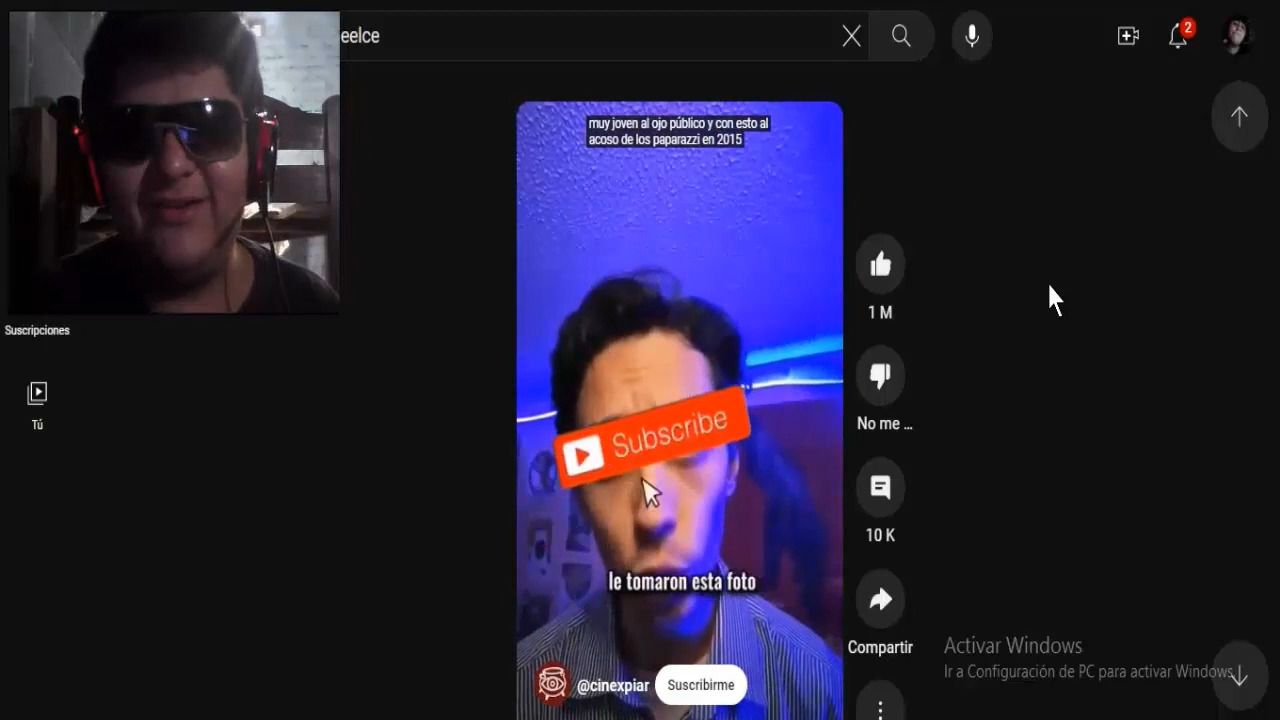 eelce
2
muy joven al ojo público y con esto al
acoso de los paparazzi en 2015
1 M
Suscripciones
Tú
Subscribe
No me ...
10 K
le tomaron esta foto
Compartir
Activar Windows
Ir a Configuración de PC para activar Windows.
@cinexpiar
Suscribirme